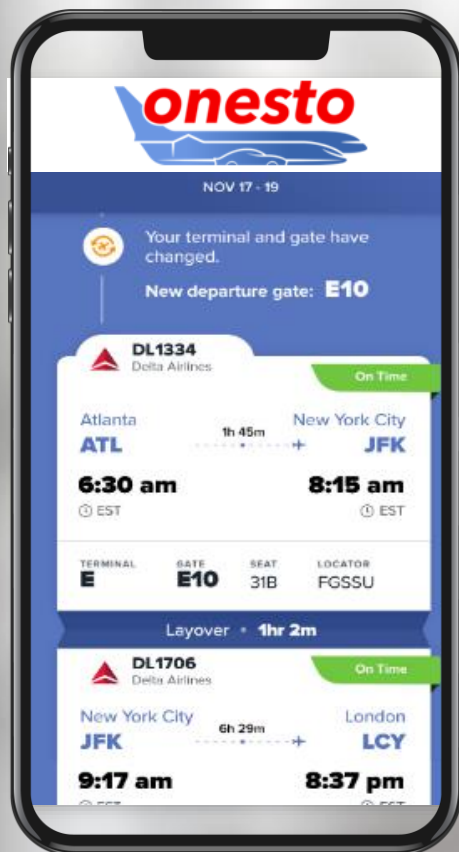 onesto
NOV 17 - 19
Your terminal and gate have
changed.
New departure gate: E10
DL1334
Delta Airlines
On Time
Atlanta
1h 45m
New York City
ATL
JFK
6:30 am
8:15 am
EST
EST
TERMINAL GATE SEAT LOCATOR
E E10 31B FGSSU
Layover • 1hr 2m
DL1706
Delta Airlines
On Time
New York City
6h 29m
London
JFK
LCY
9:17 am
8:37 pm